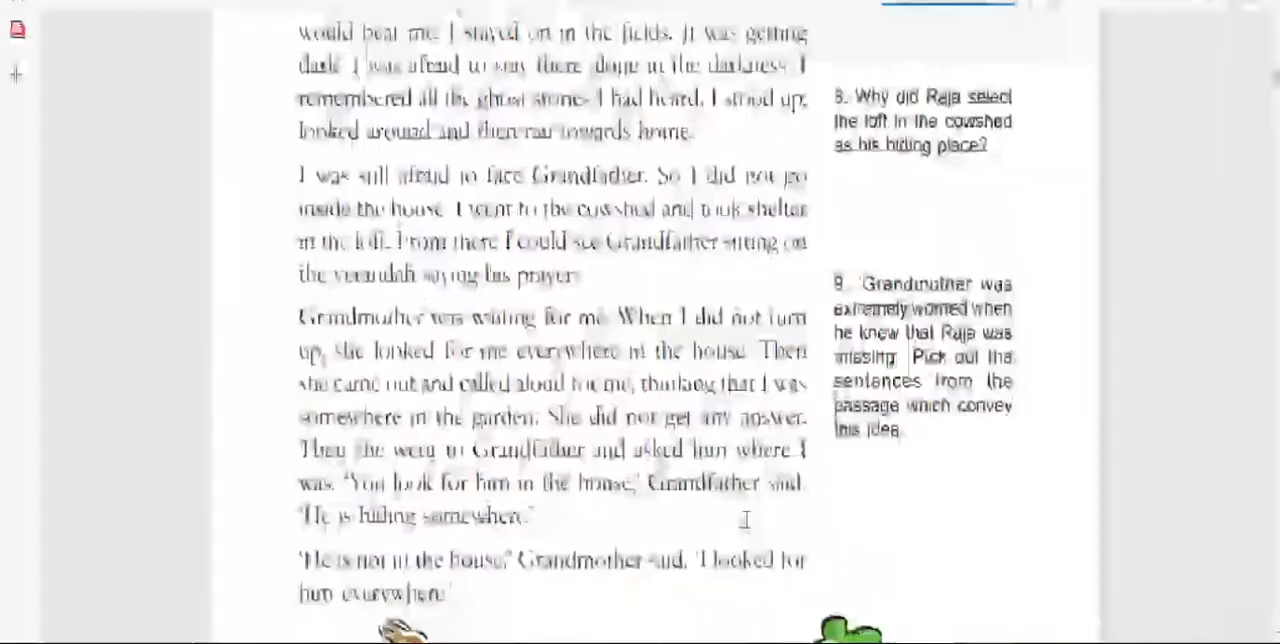 would beat me. I stayed on in the fields. It was getting
dark. I was afraid to stay there alone in the darkness. I
remembered all the ghost stories I had heard. I stood up,
looked around and then ran towards home.
I was still afraid to face Grandfather. So I did not go
inside the house. I went to the cowshed and took shelter
in the loft. From there I could see Grandfather sitting on
the verandah saying his prayers.
Grandmother was waiting for me. When I did not turn
up, she looked for me everywhere in the house. Then
she came out and called aloud for me, thinking that I was
somewhere in the garden. She did not get any answer.
Then she went to Grandfather and asked him where I
was. 'You look for him in the house,' Grandfather said.
'He is hiding somewhere.'
'He is not in the house,' Grandmother said. 'I looked for
him everywhere.'
8. Why did Raja select
the loft in the cowshed
as his hiding place?
9. 'Grandmother was
extremely worried when
he knew that Raja was
missing. Pick out the
sentences from the
passage which convey
this idea.